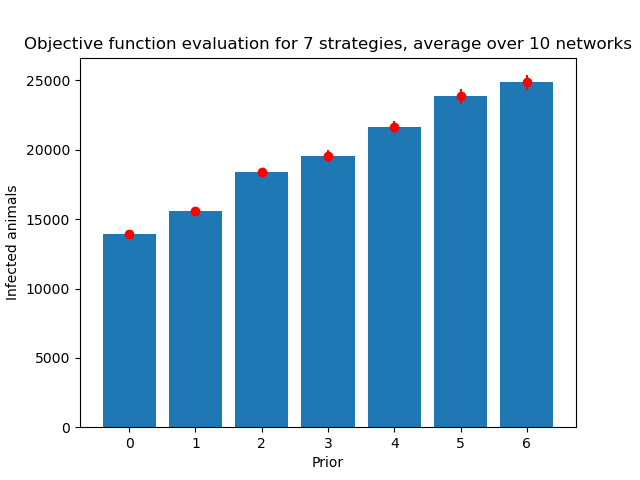 Objective function evaluation for 7 strategies, average over 10 networks
25000
20000
15000
10000
5000
0
Infected animals
0 1 2 3 4 5 6
Prior